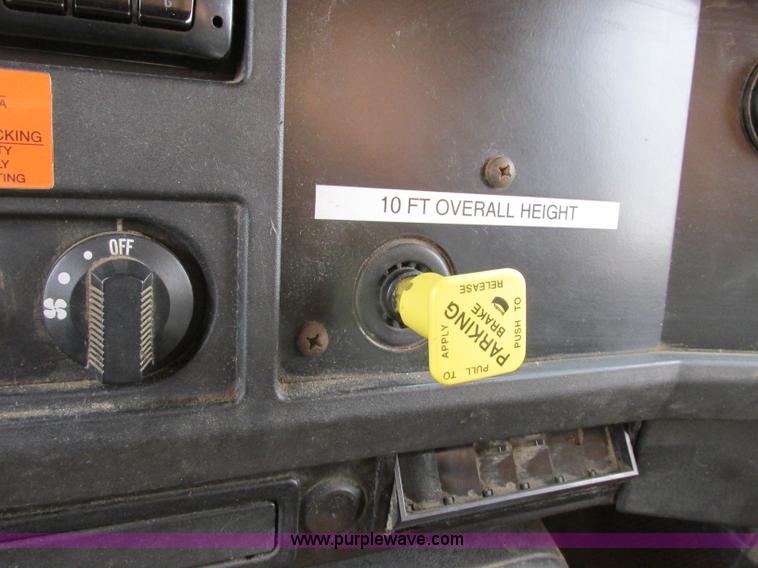 A
CKING
TY
LY
TING
10 FT OVERALL HEIGHT
OFF
PARKING
BRAKE
PULL TO APPLY
PUSH TO RELEASE
www.purplewave.com